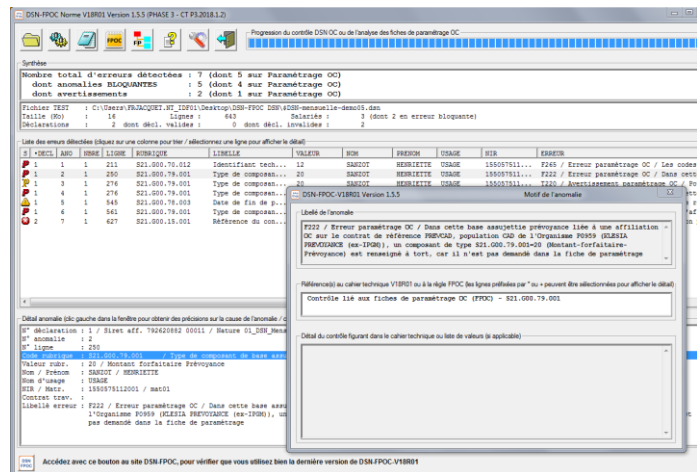 DSN-FPOC Norme V18R01 Version 1.5.5 (PHASE 3 - CT P3.2018.1.2)
Progression du contrôle DSN OC ou de l'analyse des fiches de paramétrage OC
FPOC
Synthèse
Nombre total d'erreurs détectées : 7 (dont 5 sur Paramétrage OC)
dont anomalies BLOQUANTES : 5 (dont 4 sur Paramétrage OC)
dont avertissements : 2 (dont 1 sur Paramétrage OC)
Fichier TEST : C:\Users\FRJACQUET.NT_IDF01\Desktop\DSN-FPOC DSN\#DSN-mensuelle-demo05.dsn
Taille (Ko) : 16 Lignes : 643 Salariés : 3 (dont 2 en erreur bloquante)
Déclarations : 2 dont décl. valides : 0 dont décl. invalides : 2
Liste des erreurs détectées (cliquez sur une colonne pour trier / sélectionnez une ligne pour afficher le détail)
S DECL ANO NBRE LIGNE RUBRIQUE LIBELLE VALEUR NOM PRENOM USAGE NIR ERREUR
1 1 1 211 S21.G00.70.012 Identifiant tech... 12 SANZOT HENRIETTE USAGE 155057511... F265 / Erreur paramétrage OC / Les codes
1 2 1 250 S21.G00.79.001 Type de composan... 20 SANZOT HENRIETTE USAGE 155057511... F222 / Erreur paramétrage OC / Dans cett
1 3 1 276 S21.G00.79.001 Type de composan... 20 SANZOT HENRIETTE USAGE 155057511... T220 / Avertissement paramétrage OC / Po
1 4 1 276 S21.G00.79.001 Type de composan...
1 5 1 545 S21.G00.78.003 Date de fin de p...
1 6 1 561 S21.G00.79.001 Type de composan...
2 7 1 627 S21.G00.15.001 Référence du con...
DSN-FPOC-V18R01 Version 1.5.5 Motif de l'anomalie
Libellé de l'anomalie
F222 / Erreur paramétrage OC / Dans cette base assujettie prévoyance liée à une affiliation
OC sur le contrat de référence PREVCAD, population CAD de l'Organisme P0959 (KLESIA
PREVOYANCE (ex-IPGM)), un composant de type S21.G00.79.001=20 (Montant-forfaitaire-
Prévoyance) est renseigné à tort, car il n'est pas demandé dans la fiche de paramétrage
Référence(s) au cahier technique V18R01 ou à la règle FPOC (les lignes préfixées par * ou + peuvent être sélectionnées pour afficher le détail)
Contrôle lié aux fiches de paramétrage OC (FPOC) - S21.G00.79.001
Détail du contrôle figurant dans le cahier technique ou liste de valeurs (si applicable)
Détail anomalie (clic gauche dans la fenêtre pour obtenir des précisions sur la cause de l'anomalie / c
N° déclaration : 1 / Siret aff. 792620882 00011 / Nature 01_DSN_Mens
N° anomalie : 2
N° ligne : 250
Code rubrique : S21.G00.79.001 / Type de composant de base assu
Valeur rubr. : 20 / Montant forfaitaire Prévoyance
Nom / Prénom : SANZOT / HENRIETTE
Nom d'usage : USAGE
NIR / Matr. : 1550575112001 / mat01
Contrat trav. :
Libellé erreur : F222 / Erreur paramétrage OC / Dans cette base assu
l'Organisme P0959 (KLESIA PREVOYANCE (ex-IPGM)), un
pas demandé dans la fiche de paramétrage
DSN FPOC
Accédez avec ce bouton au site DSN-FPOC, pour vérifier que vous utilisez bien la dernière version de DSN-FPOC-V18R01